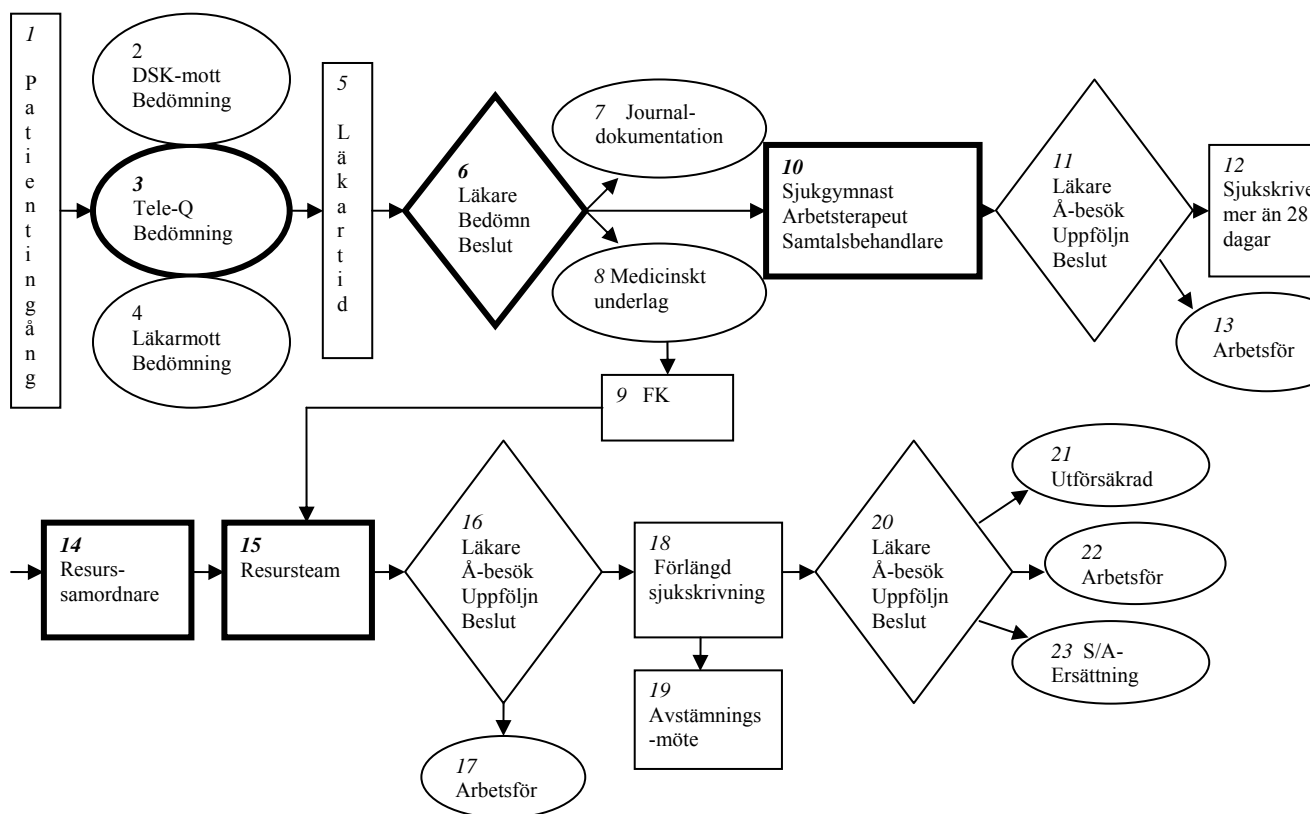 1
P
a
t
i
e
n
t
i
n
g
å
n
g
2
DSK-mott
Bedömning
3
Tele-Q
Bedömning
4
Läkarmott
Bedömning
5
L
ä
k
a
r
t
i
d
6
Läkare
Bedömn
Beslut
7 Journal-
dokumentation
8 Medicinskt
underlag
9 FK
10
Sjukgymnast
Arbetsterapeut
Samtalsbehandlare
11
Läkare
Å-besök
Uppföljn
Beslut
12
Sjukskrive
mer än 28
dagar
13
Arbetsför
14
Resurs-
samordnare
15
Resursteam
16
Läkare
Å-besök
Uppföljn
Beslut
17
Arbetsför
18
Förlängd
sjukskrivning
19
Avstämnings
-möte
20
Läkare
Å-besök
Uppföljn
Beslut
21
Utförsäkrad
22
Arbetsför
23 S/A-
Ersättning